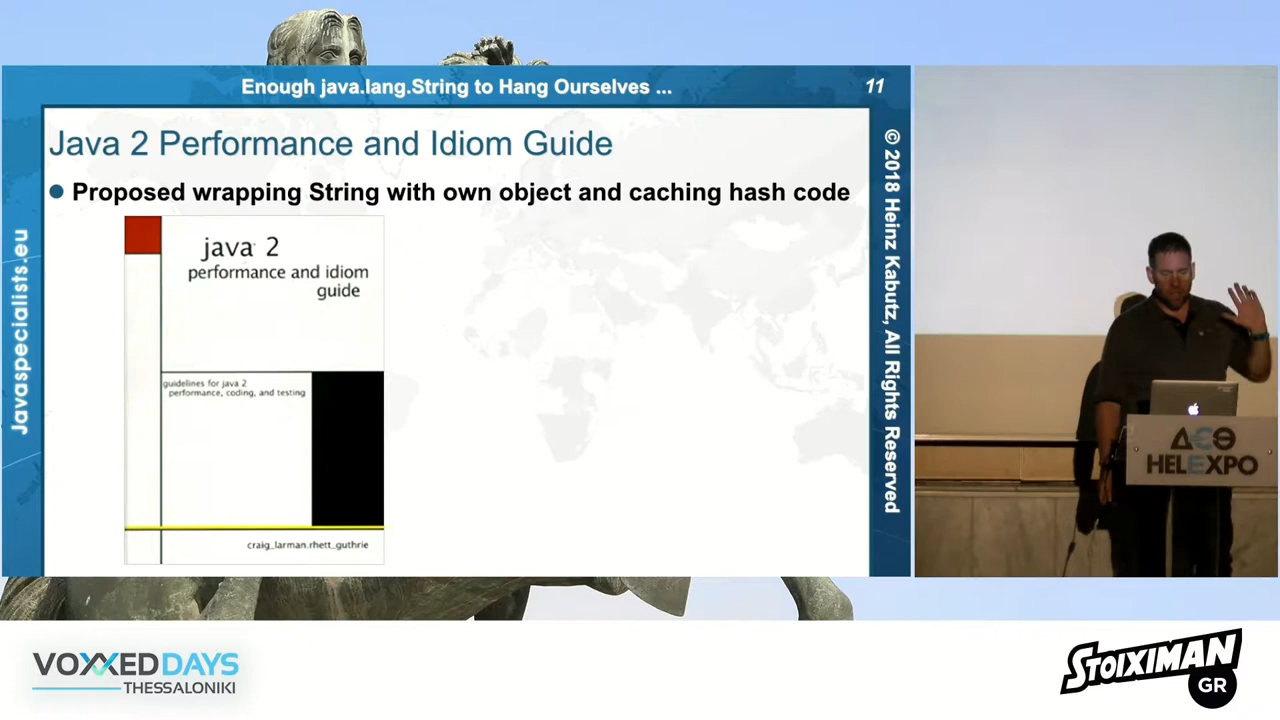 Enough java.lang.String to Hang Ourselves ...
11
Java 2 Performance and Idiom Guide
Proposed wrapping String with own object and caching hash code
java 2
performance and idiom
guide
guidelines for java 2
performance, coding, and testing
craig_larman.rhett_guthrie
Javaspecialists.eu
© 2018 Heinz Kabutz, All Rights Reserved
ΔΕΘ
HELEXPO
VOXXED DAYS
THESSALONIKI
STOIXIMAN
GR